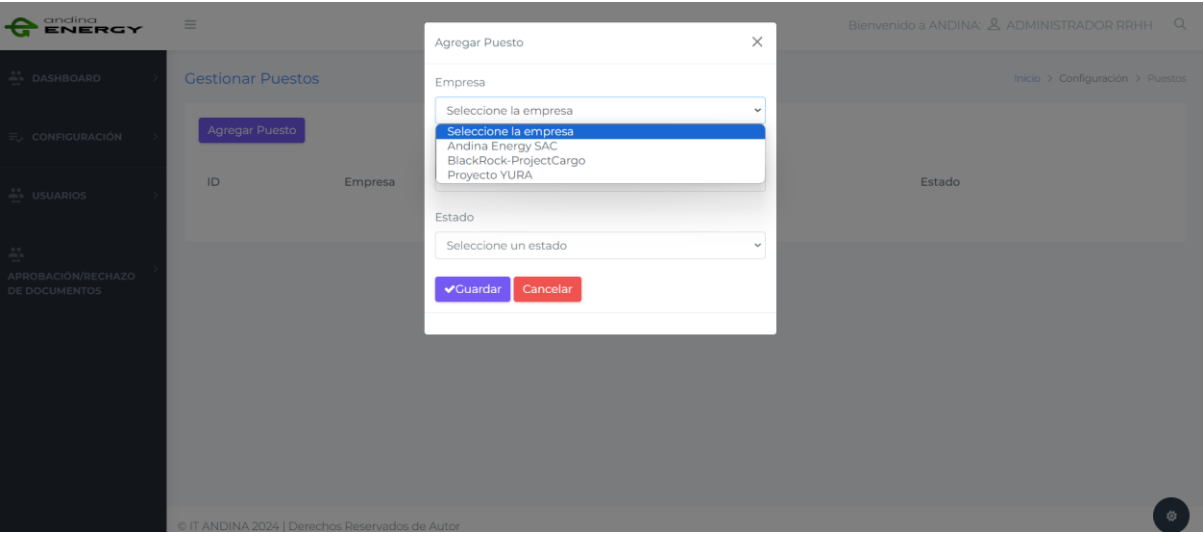 andina
ENERGY
Bienvenido a ANDINA: ADMINISTRADOR RRHH
Agregar Puesto
DASHBOARD
Gestionar Puestos
Inicio > Configuración > Puestos
Empresa
Seleccione la empresa
Seleccione la empresa
Andina Energy SAC
BlackRock-ProjectCargo
Proyecto YURA
Agregar Puesto
CONFIGURACIÓN
ID Empresa Estado
USUARIOS
Estado
Seleccione un estado
APROBACIÓN/RECHAZO
DE DOCUMENTOS
Guardar Cancelar
© IT ANDINA 2024 | Derechos Reservados de Autor